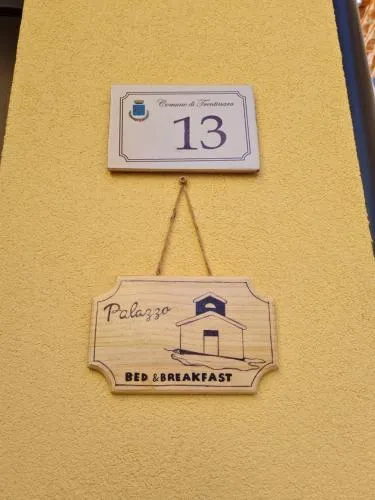 Comune di Trentinara
13
Palazzo
BED & BREAKFAST